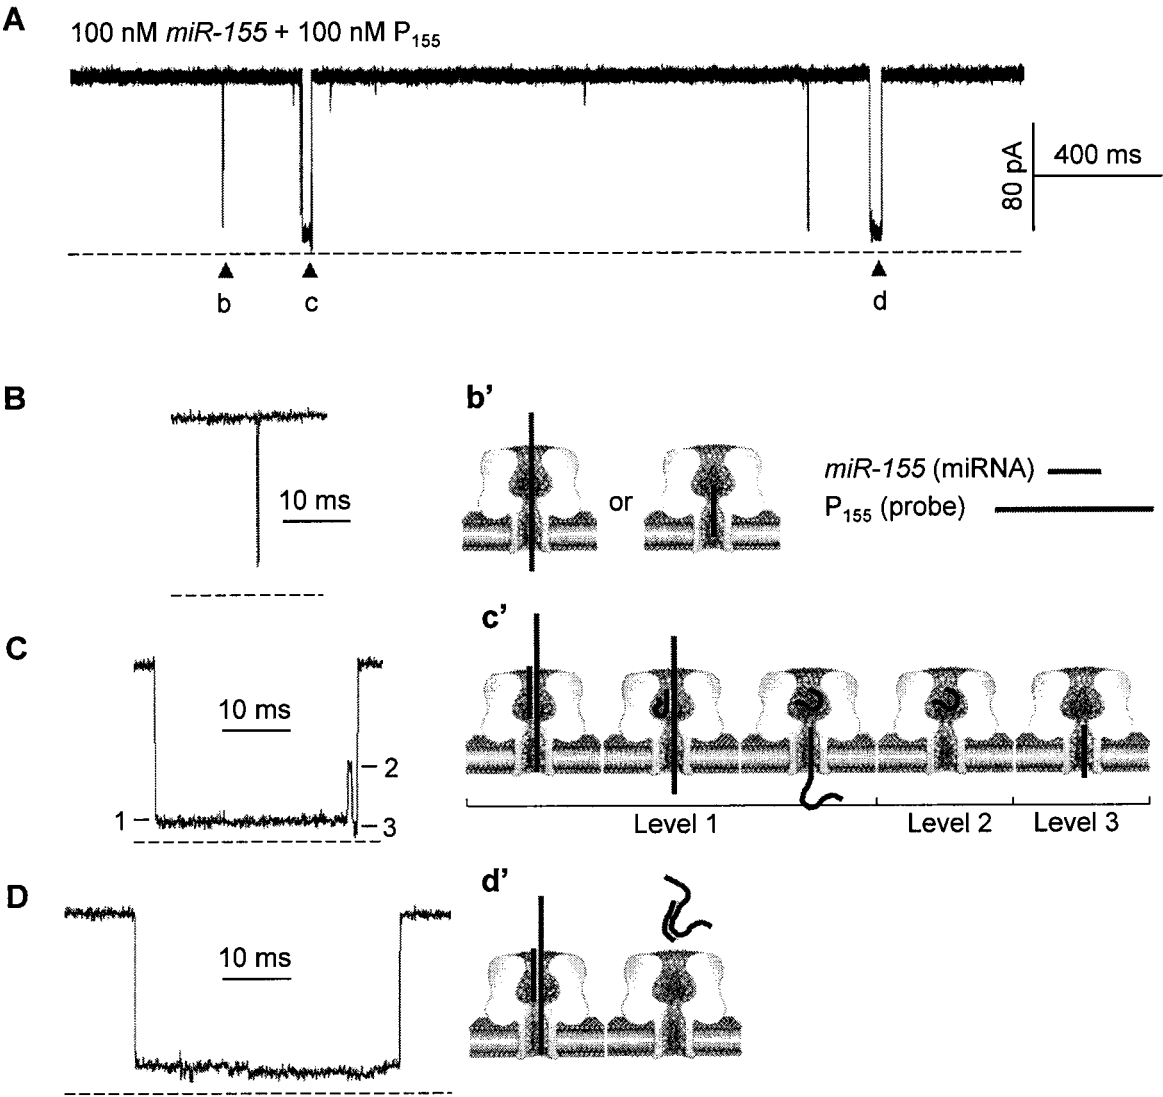 A
100 nM miR-155 + 100 nM P155
80 pA
400 ms
b
c
d
B
10 ms
b’
or
miR-155 (miRNA)
P155 (probe)
C
10 ms
1
2
3
c’
Level 1
Level 2
Level 3
D
10 ms
d’